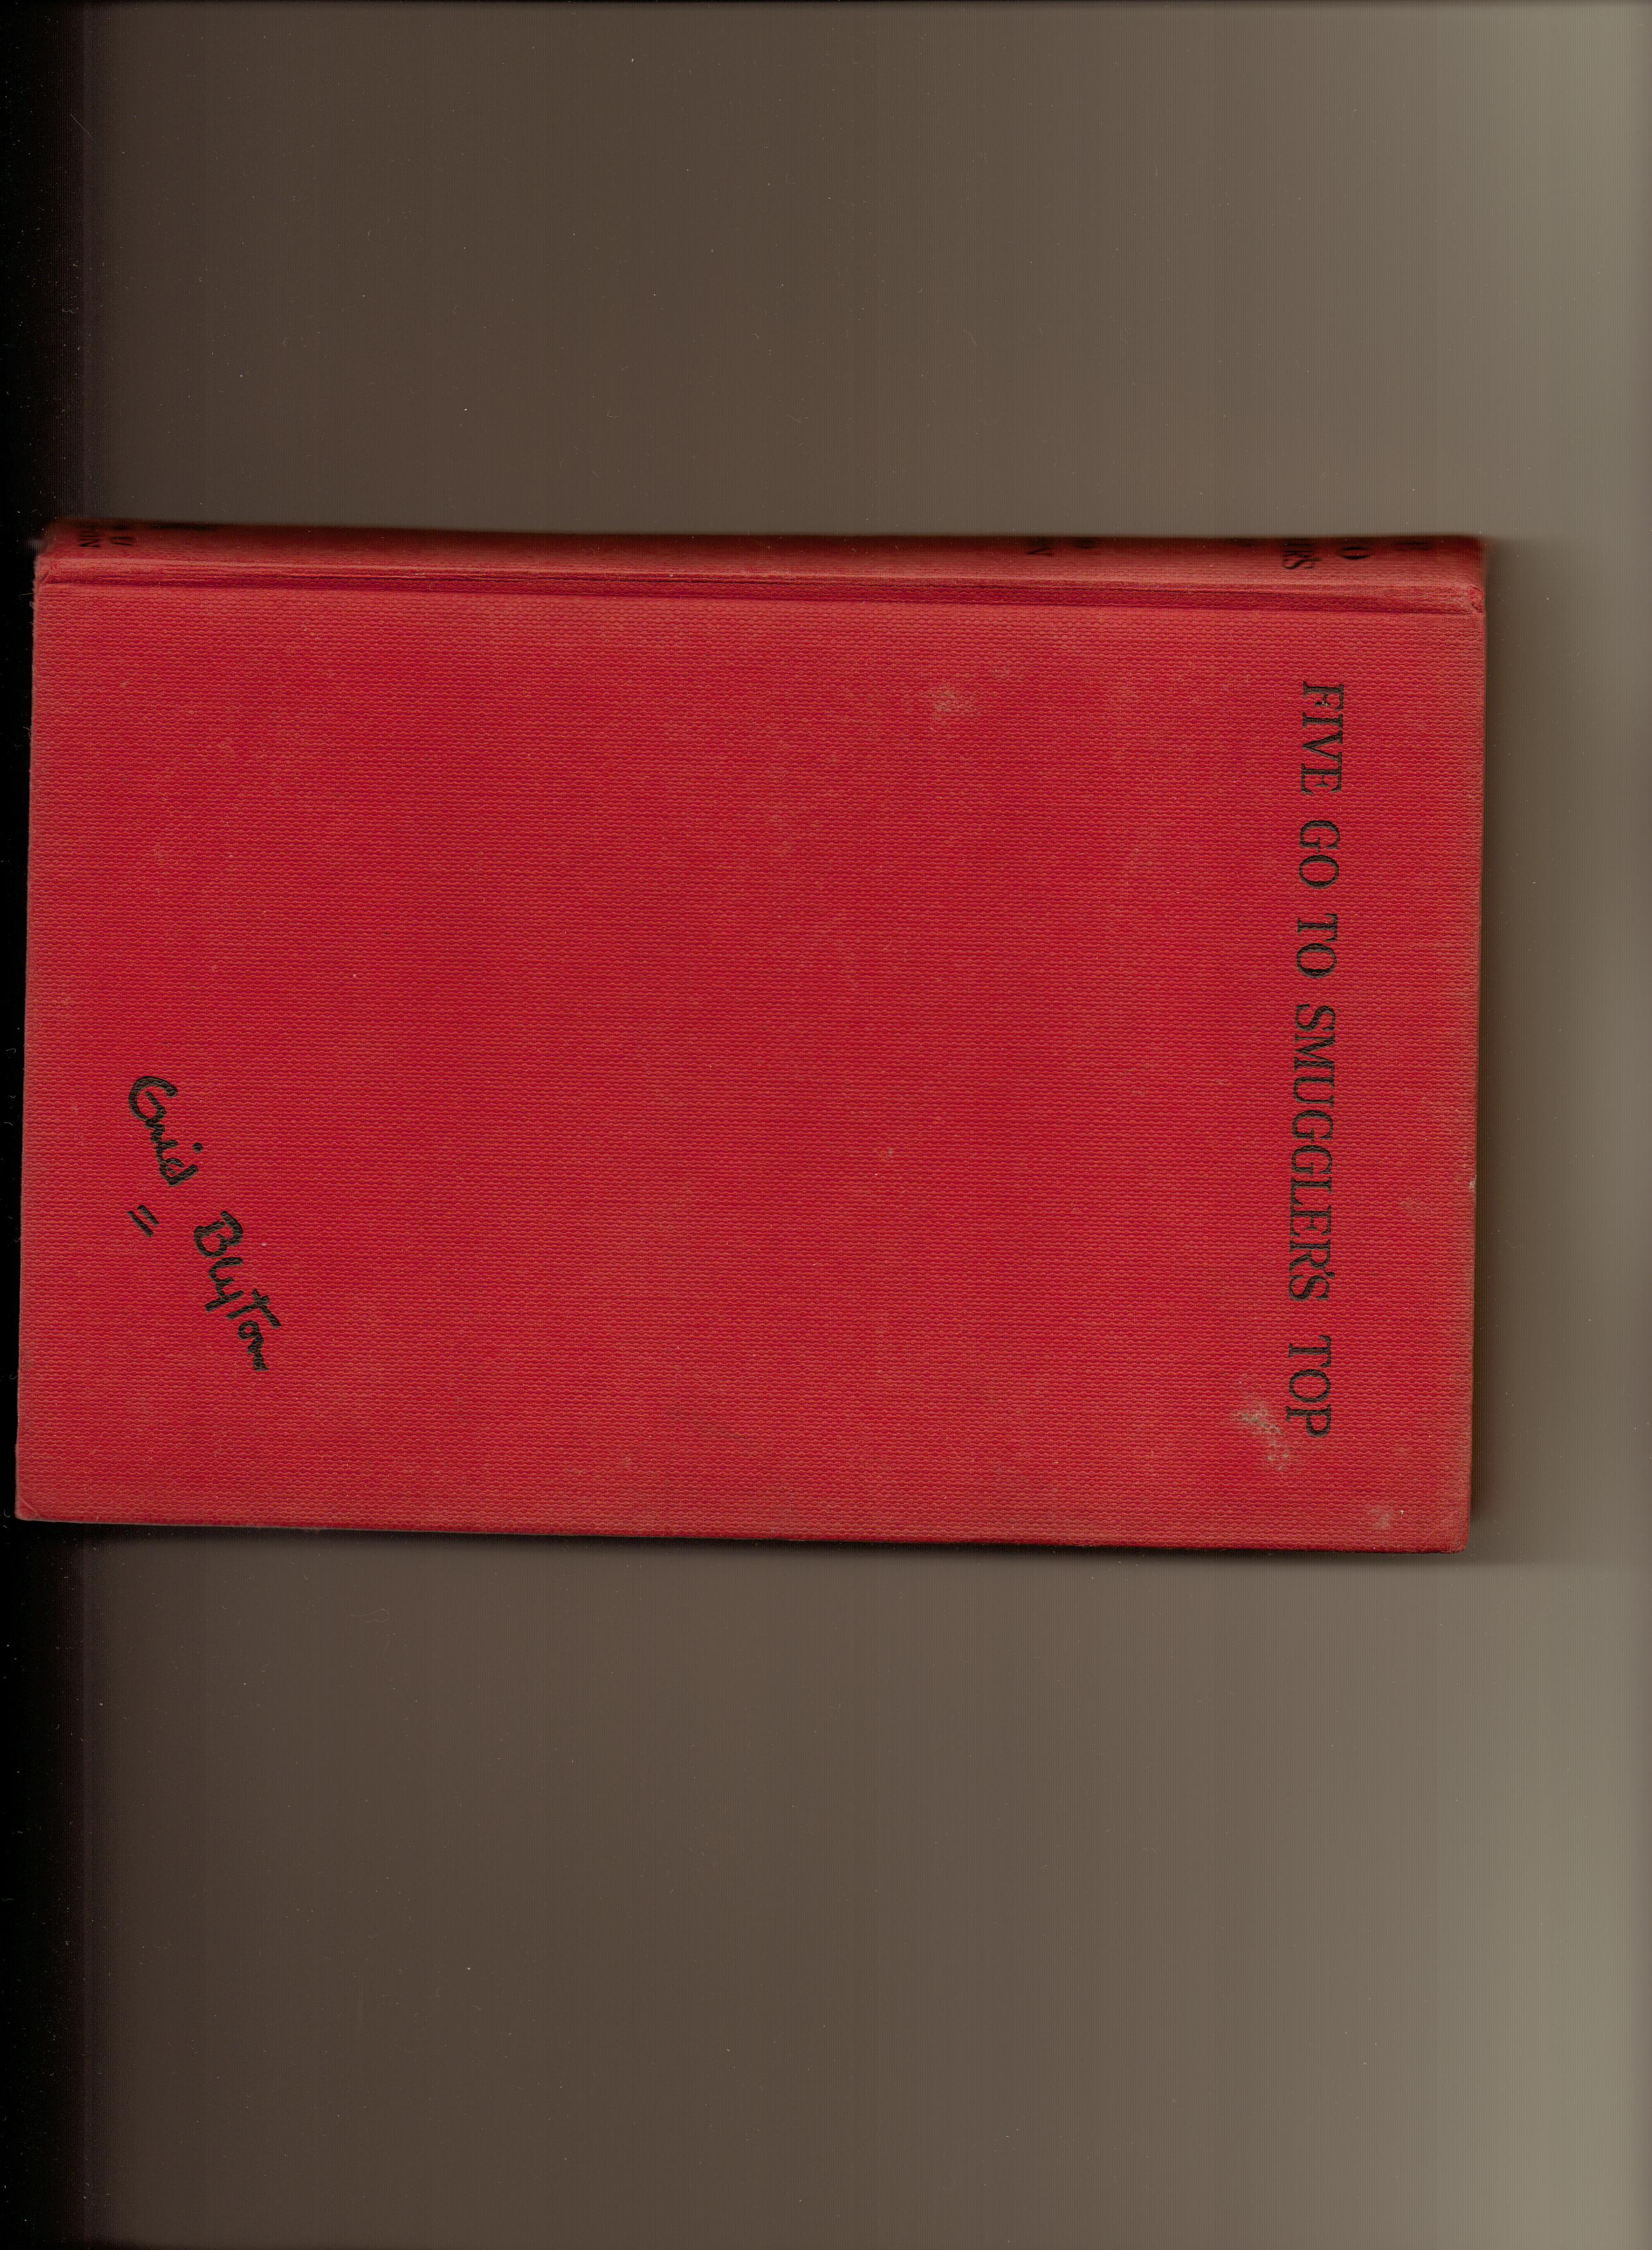 FIVE GO TO SMUGGLER'S TOP
Enid Blyton